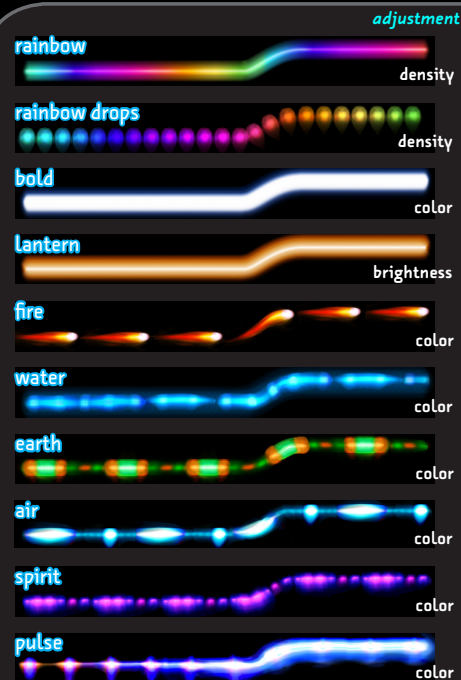 adjustment
rainbow
density
rainbow drops
density
bold
color
lantern
brightness
fire
color
water
color
earth
color
air
color
spirit
color
pulse
color